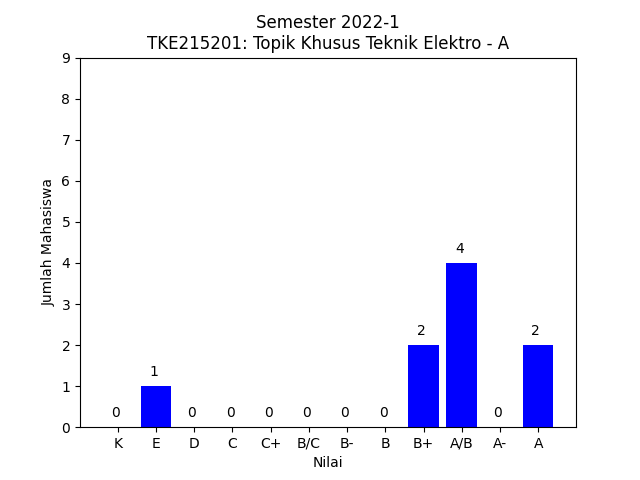 Semester 2022-1
TKE215201: Topik Khusus Teknik Elektro - A
9
8
7
6
5
4
3
2
1
0
Jumlah Mahasiswa
0 1 0 0 0 0 0 0 2 4 0 2
K E D C C+ B/C B- B B+ A/B A- A
Nilai